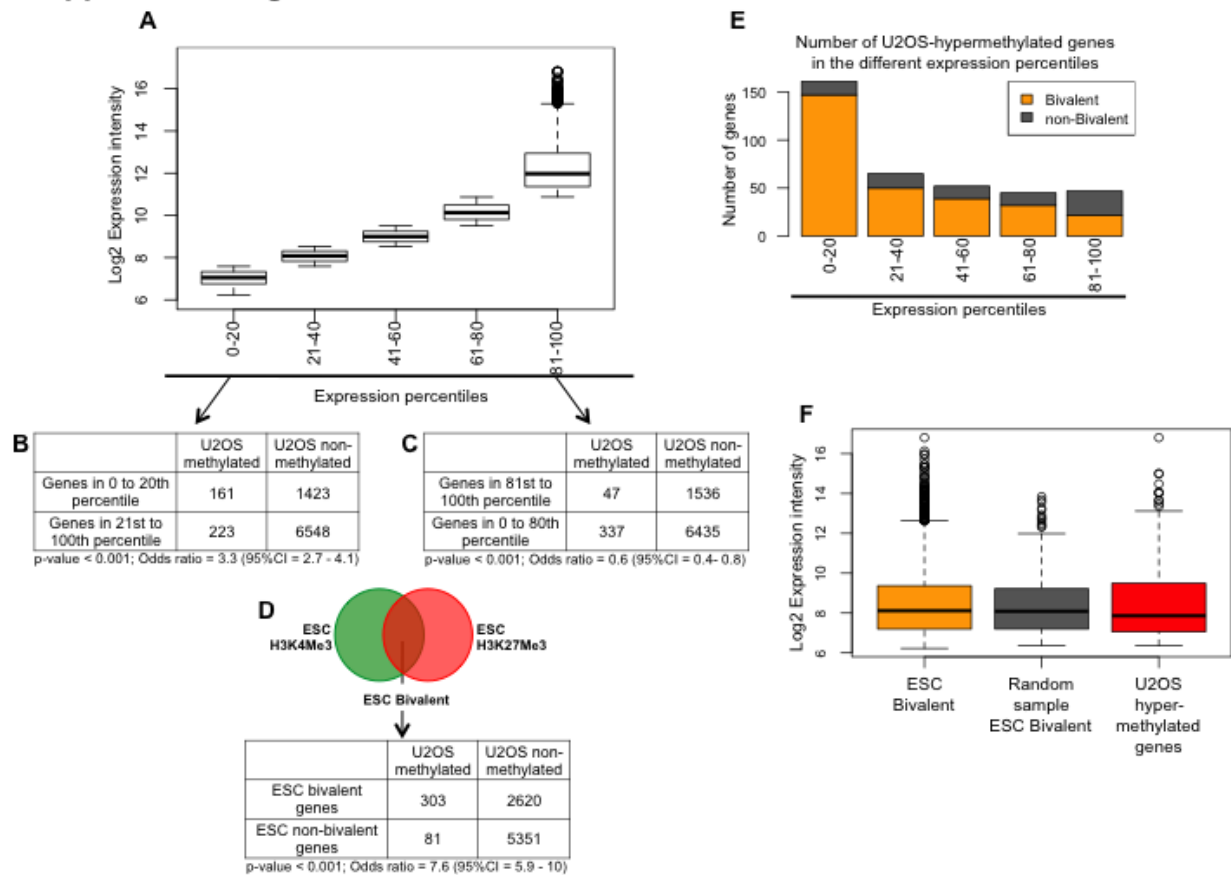 A
Log2 Expression intensity
16
14
12
10
8
6
0-20
21-40
41-60
61-80
81-100
Expression percentiles
B
U2OS methylated
U2OS non-methylated
Genes in 0 to 20th percentile
161
1423
Genes in 21st to 100th percentile
223
6548
p-value < 0.001; Odds ratio = 3.3 (95%CI = 2.7 - 4.1)
C
U2OS methylated
U2OS non-methylated
Genes in 81st to 100th percentile
47
1536
Genes in 0 to 80th percentile
337
6435
p-value < 0.001; Odds ratio = 0.6 (95%CI = 0.4- 0.8)
D
ESC
H3K4Me3
ESC
H3K27Me3
ESC Bivalent
U2OS methylated
U2OS non-methylated
ESC bivalent genes
303
2620
ESC non-bivalent genes
81
5351
p-value < 0.001; Odds ratio = 7.6 (95%CI = 5.9 - 10)
E
Number of U2OS-hypermethylated genes
in the different expression percentiles
Number of genes
150
100
50
0
Bivalent
non-Bivalent
0-20
21-40
41-60
61-80
81-100
Expression percentiles
F
Log2 Expression intensity
16
14
12
10
8
6
ESC
Bivalent
Random
sample
ESC Bivalent
U2OS
hyper-
methylated
genes